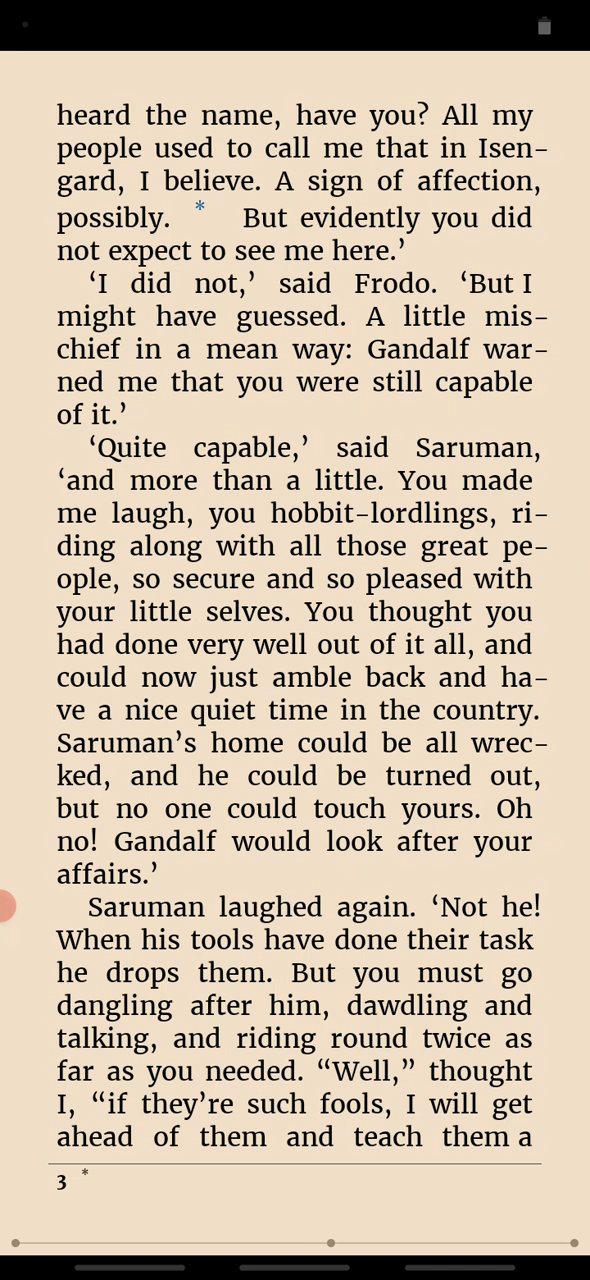 heard the name, have you? All my
people used to call me that in Isen-
gard, I believe. A sign of affection,
possibly. * But evidently you did
not expect to see me here.’
‘I did not,’ said Frodo. ‘But I
might have guessed. A little mis-
chief in a mean way: Gandalf war-
ned me that you were still capable
of it.’
‘Quite capable,’ said Saruman,
‘and more than a little. You made
me laugh, you hobbit-lordlings, ri-
ding along with all those great pe-
ople, so secure and so pleased with
your little selves. You thought you
had done very well out of it all, and
could now just amble back and ha-
ve a nice quiet time in the country.
Saruman’s home could be all wrec-
ked, and he could be turned out,
but no one could touch yours. Oh
no! Gandalf would look after your
affairs.’
Saruman laughed again. ‘Not he!
When his tools have done their task
he drops them. But you must go
dangling after him, dawdling and
talking, and riding round twice as
far as you needed. “Well,” thought
I, “if they’re such fools, I will get
ahead of them and teach them a
3 *